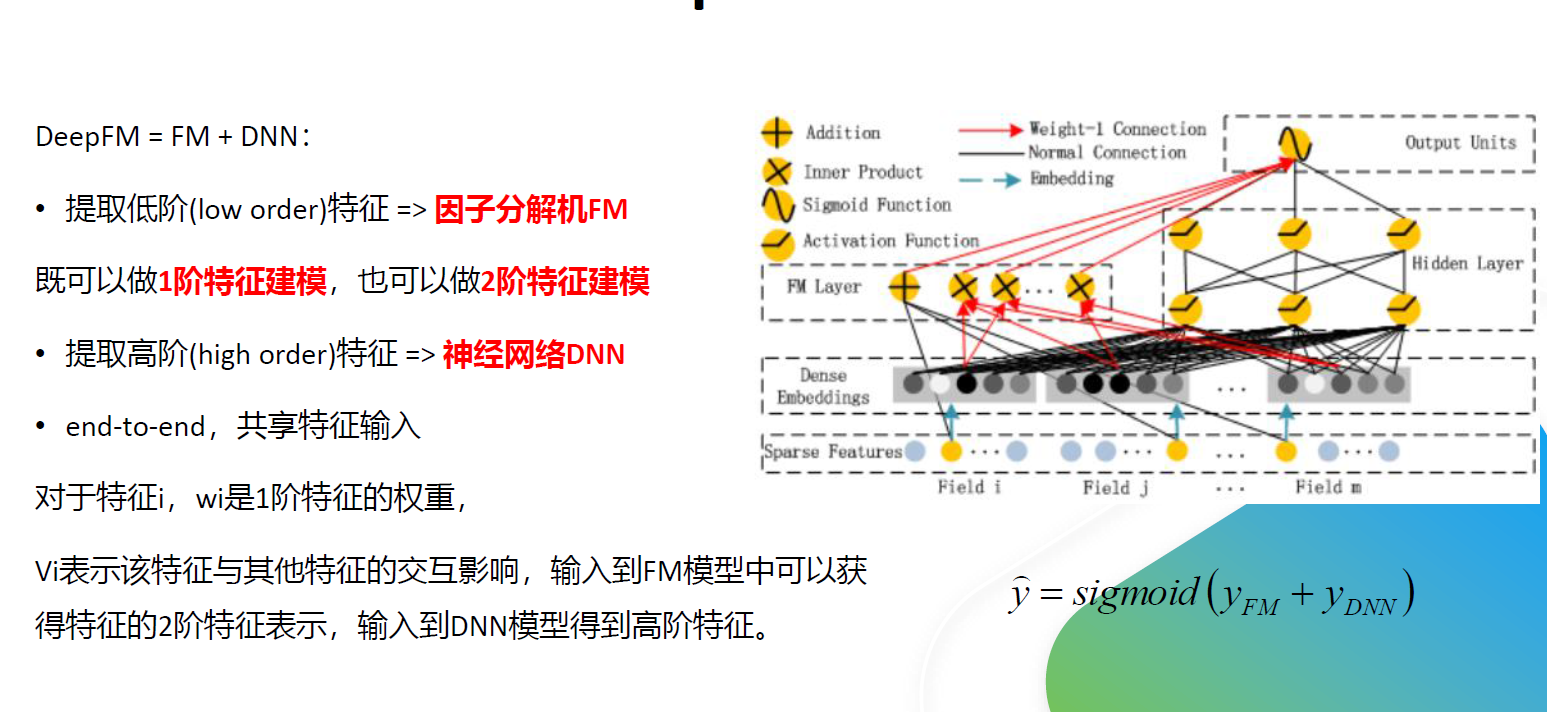 DeepFM = FM + DNN：
• 提取低阶(low order)特征 => 因子分解机FM
既可以做1阶特征建模，也可以做2阶特征建模
• 提取高阶(high order)特征 => 神经网络DNN
• end-to-end，共享特征输入
对于特征i，wi是1阶特征的权重，
Vi表示该特征与其他特征的交互影响，输入到FM模型中可以获
得特征的2阶特征表示，输入到DNN模型得到高阶特征。
Addition
Inner Product
Sigmoid Function
Activation Function
Weight-1 Connection
Normal Connection
Embedding
Output Units
FM Layer
...
Hidden Layer
Dense
Embeddings
...
Sparse Features ... ... ... ...
Field i Field j ... Field m
ŷ = sigmoid(y_FM + y_DNN)